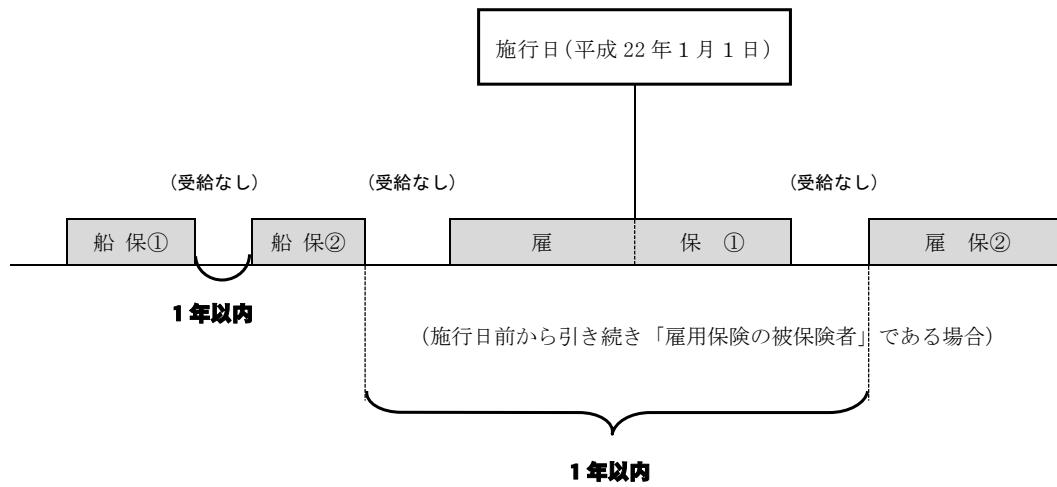 施行日(平成 22 年 1 月 1 日)
(受給なし)
(受給なし)
(受給なし)
船 保①
船 保②
雇 保 ①
雇 保②
1 年以内
(施行日前から引き続き「雇用保険の被保険者」である場合)
1 年以内